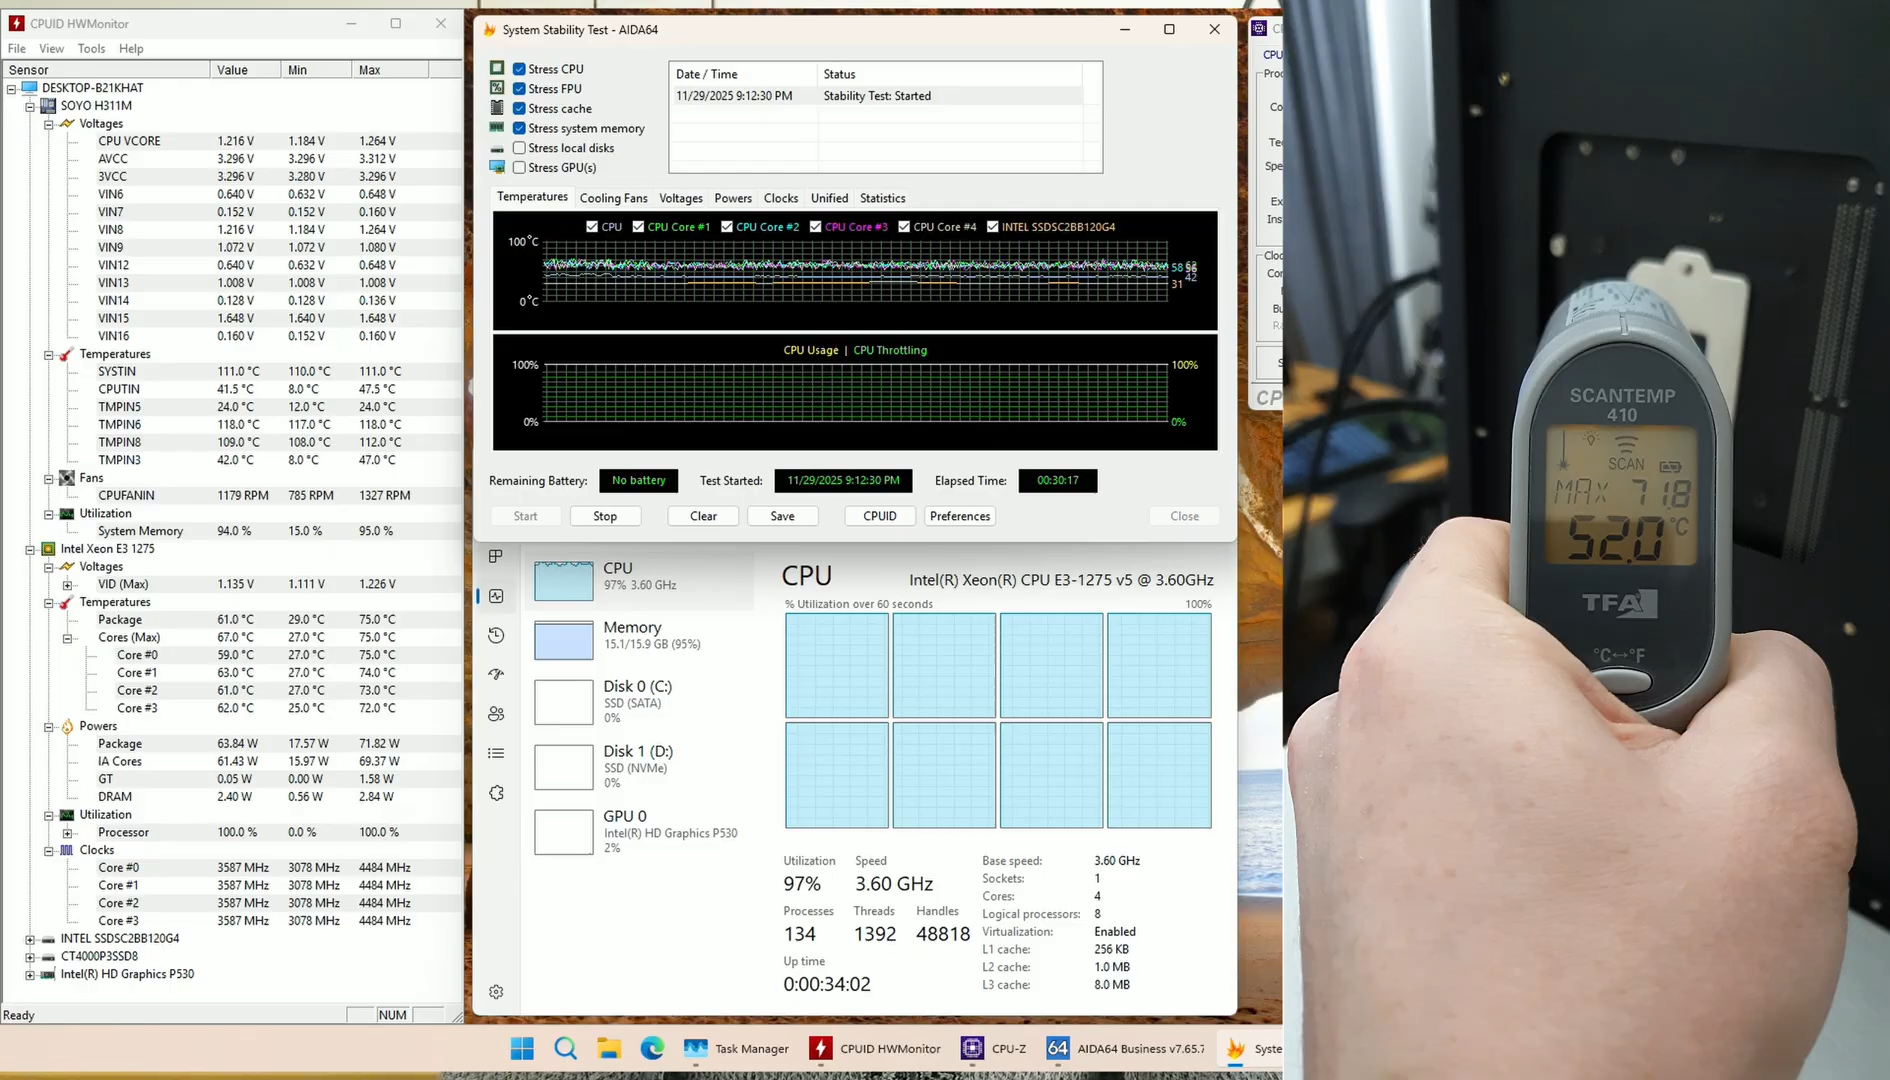 CPUID HWMonitor
File View Tools Help
Sensor Value Min Max
DESKTOP-B21KHAT
SOYO H311M
Voltages
CPU VCORE 1.216 V 1.184 V 1.264 V
AVCC 3.296 V 3.296 V 3.312 V
3VCC 3.296 V 3.280 V 3.296 V
VIN6 0.640 V 0.632 V 0.648 V
VIN7 0.152 V 0.152 V 0.160 V
VIN8 1.216 V 1.184 V 1.264 V
VIN9 1.072 V 1.072 V 1.080 V
VIN12 0.640 V 0.632 V 0.648 V
VIN13 1.008 V 1.008 V 1.008 V
VIN14 0.128 V 0.128 V 0.136 V
VIN15 1.648 V 1.640 V 1.648 V
VIN16 0.160 V 0.152 V 0.160 V
Temperatures
SYSTIN 111.0 °C 110.0 °C 111.0 °C
CPUTIN 41.5 °C 8.0 °C 47.5 °C
TMPIN5 24.0 °C 12.0 °C 24.0 °C
TMPIN6 118.0 °C 117.0 °C 118.0 °C
TMPIN8 109.0 °C 108.0 °C 112.0 °C
TMPIN3 42.0 °C 8.0 °C 47.0 °C
Fans
CPUFANIN 1179 RPM 785 RPM 1327 RPM
Utilization
System Memory 94.0 % 15.0 % 95.0 %
Intel Xeon E3 1275
Voltages
VID (Max) 1.135 V 1.111 V 1.226 V
Temperatures
Package 61.0 °C 29.0 °C 75.0 °C
Cores (Max) 67.0 °C 27.0 °C 75.0 °C
Core #0 59.0 °C 27.0 °C 75.0 °C
Core #1 63.0 °C 27.0 °C 74.0 °C
Core #2 61.0 °C 27.0 °C 73.0 °C
Core #3 62.0 °C 25.0 °C 72.0 °C
Powers
Package 63.84 W 17.57 W 71.82 W
IA Cores 61.43 W 15.97 W 69.37 W
GT 0.05 W 0.00 W 1.58 W
DRAM 2.40 W 0.56 W 2.84 W
Utilization
Processor 100.0 % 0.0 % 100.0 %
Clocks
Core #0 3587 MHz 3078 MHz 4484 MHz
Core #1 3587 MHz 3078 MHz 4484 MHz
Core #2 3587 MHz 3078 MHz 4484 MHz
Core #3 3587 MHz 3078 MHz 4484 MHz
INTEL SSDSC2BB120G4
CT4000P3SSD8
Intel(R) HD Graphics P530
Ready NUM
System Stability Test - AIDA64
Stress CPU
Stress FPU
Stress cache
Stress system memory
Stress local disks
Stress GPU(s)
Date / Time Status
11/29/2025 9:12:30 PM Stability Test: Started
Temperatures Cooling Fans Voltages Powers Clocks Unified Statistics
CPU CPU Core #1 CPU Core #2 CPU Core #3 CPU Core #4 INTEL SSDSC2BB120G4
100°C
58
42
31
0°C
CPU Usage | CPU Throttling
100% 100%
0% 0%
Remaining Battery: No battery Test Started: 11/29/2025 9:12:30 PM Elapsed Time: 00:30:17
Start Stop Clear Save CPUID Preferences Close
CPU
97% 3.60 GHz
Memory
15.1/15.9 GB (95%)
Disk 0 (C:)
SSD (SATA)
0%
Disk 1 (D:)
SSD (NVMe)
0%
GPU 0
Intel(R) HD Graphics P530
2%
CPU Intel(R) Xeon(R) CPU E3-1275 v5 @ 3.60GHz
% Utilization over 60 seconds 100%
Utilization Speed
97% 3.60 GHz
Processes Threads Handles
134 1392 48818
Up time
0:00:34:02
Base speed: 3.60 GHz
Sockets: 1
Cores: 4
Logical processors: 8
Virtualization: Enabled
L1 cache: 256 KB
L2 cache: 1.0 MB
L3 cache: 8.0 MB
Task Manager CPUID HWMonitor CPU-Z 64 AIDA64 Business v7.65.7 Syste
CPU
Proc
Co
Tec
Spe
Ex
Ins
Cloc
Cor
Bu
CP
SCANTEMP
410
SCAN
MAX 71.8
52.0 °C
TFA
°C↔°F